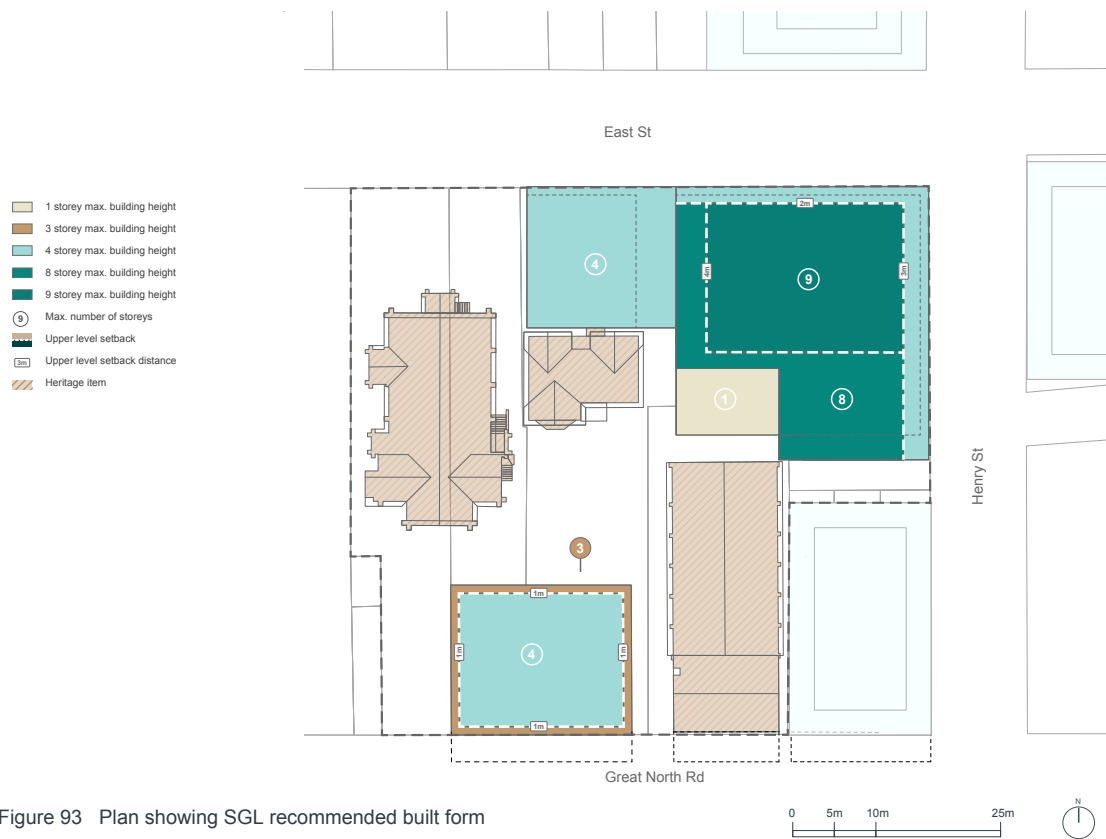 East St
1 storey max. building height
3 storey max. building height
4 storey max. building height
8 storey max. building height
9 storey max. building height
9 Max. number of storeys
Upper level setback
3m Upper level setback distance
Heritage item
2m
4
4m
9
3m
1
8
Henry St
3
1m
1m
4
1m
1m
Great North Rd
Figure 93 Plan showing SGL recommended built form
0 5m 10m 25m
N